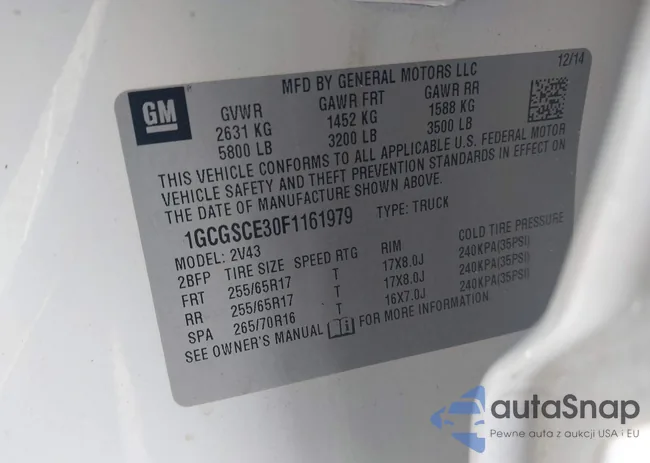 MFD BY GENERAL MOTORS LLC 12/14
GM
GVWR GAWR FRT GAWR RR
2631 KG 1452 KG 1588 KG
5800 LB 3200 LB 3500 LB
THIS VEHICLE CONFORMS TO ALL APPLICABLE U.S. FEDERAL MOTOR
VEHICLE SAFETY AND THEFT PREVENTION STANDARDS IN EFFECT ON
THE DATE OF MANUFACTURE SHOWN ABOVE.
1GCGSCE30F1161979 TYPE: TRUCK
MODEL: 2V43
2BFP TIRE SIZE SPEED RTG RIM COLD TIRE PRESSURE
FRT 255/65R17 T 17X8.0J 240KPA(35PSI)
RR 255/65R17 T 17X8.0J 240KPA(35PSI)
SPA 265/70R16 T 16X7.0J 240KPA(35PSI)
SEE OWNER'S MANUAL FOR MORE INFORMATION.
autaSnap
Pewne auta z aukcji USA i EU